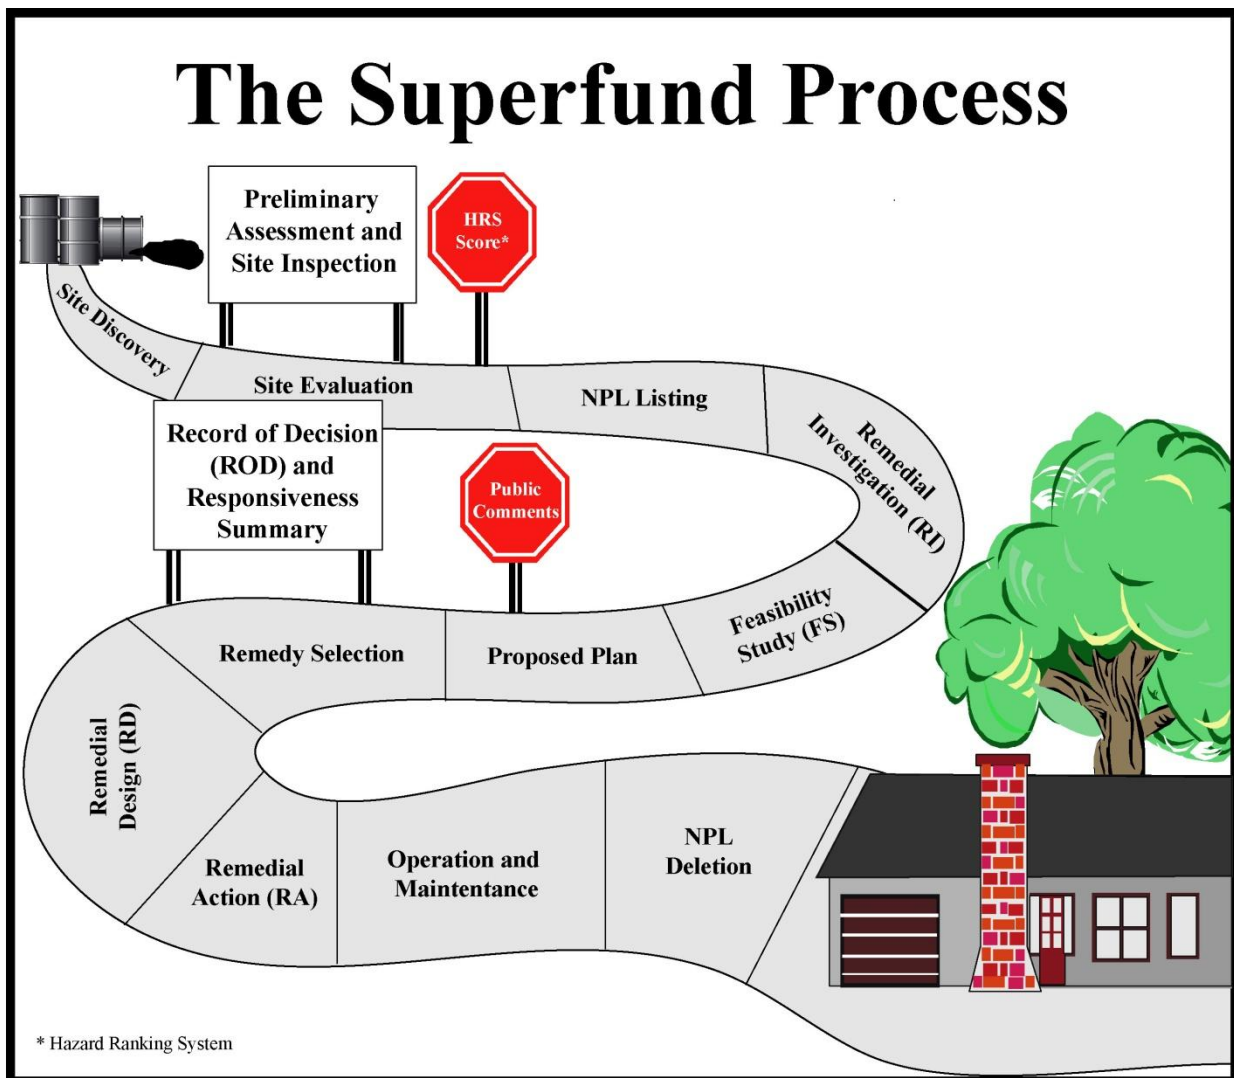 The Superfund Process
Preliminary
Assessment and
Site Inspection
HRS
Score*
Site Discovery
Site Evaluation
NPL Listing
Remedial
Investigation (RI)
Record of Decision
(ROD) and
Responsiveness
Summary
Public
Comments
Feasibility
Study (FS)
Proposed Plan
Remedy Selection
Remedial
Design (RD)
Remedial
Action (RA)
Operation and
Maintentance
NPL
Deletion
* Hazard Ranking System